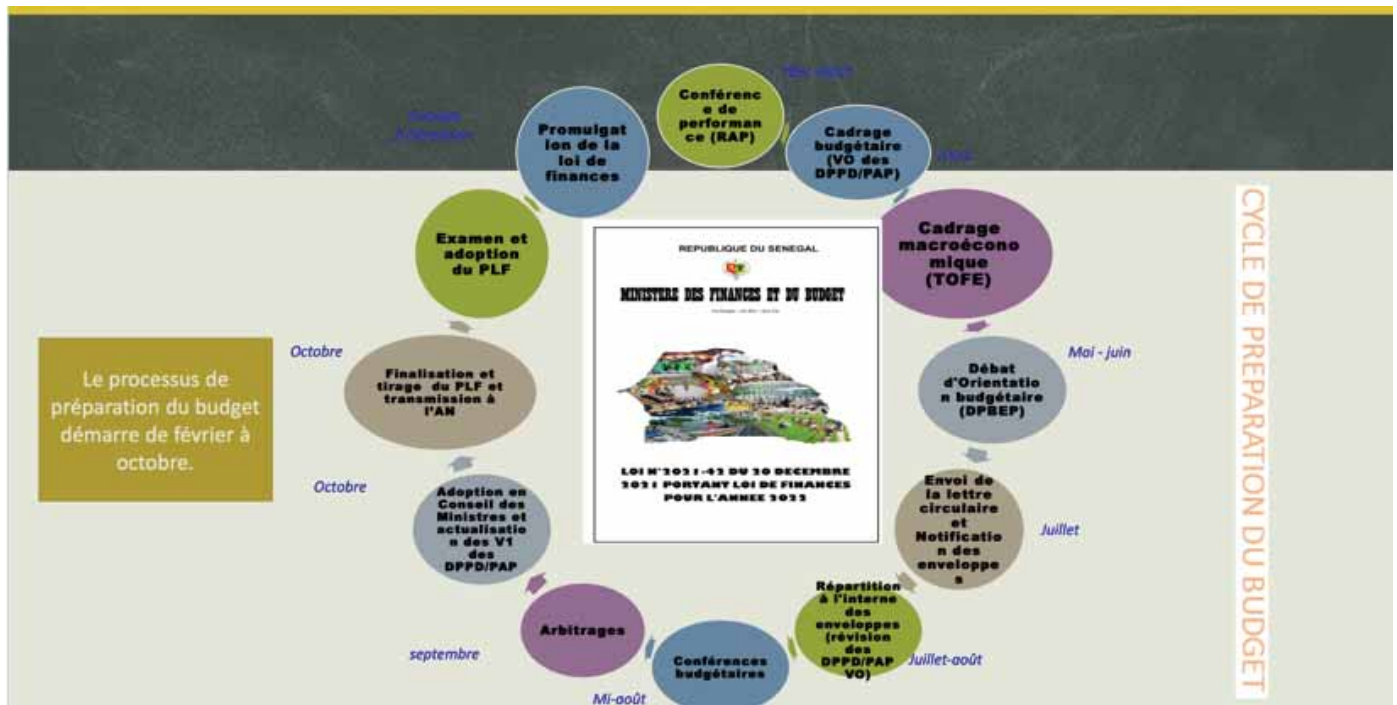 Conférenc
e de
performan
ce (RAP)
Cadrage
budgétaire
(VO des
DPPD/PAP)
Cadrage
macroécono
mique
(TOFE)
Mai - juin
Débat
d'Orientatio
n budgétaire
(DPBEP)
Envoi de
la lettre
circulaire
et
Notificatio
n des
enveloppe
s
Juillet
Répartition
à l'interne
des
enveloppes
(révision
des
DPPD/PAP
VO)
Juillet-août
Conférences
budgétaires
Mi-août
Arbitrages
septembre
Adoption en
Conseil des
Ministres et
actualisatio
n des V1
des
DPPD/PAP
Octobre
Finalisation et
tirage du PLF et
transmission à
l'AN
Octobre
Examen et
adoption
du PLF
Promulgat
ion de la
loi de
finances
REPUBLIQUE DU SENEGAL
MINISTERE DES FINANCES ET DU BUDGET
LOI N°2021-42 DU 20 DECEMBRE
2021 PORTANT LOI DE FINANCES
POUR L'ANNEE 2022
Le processus de
préparation du budget
démarre de février à
octobre.
CYCLE DE PREPARATION DU BUDGET